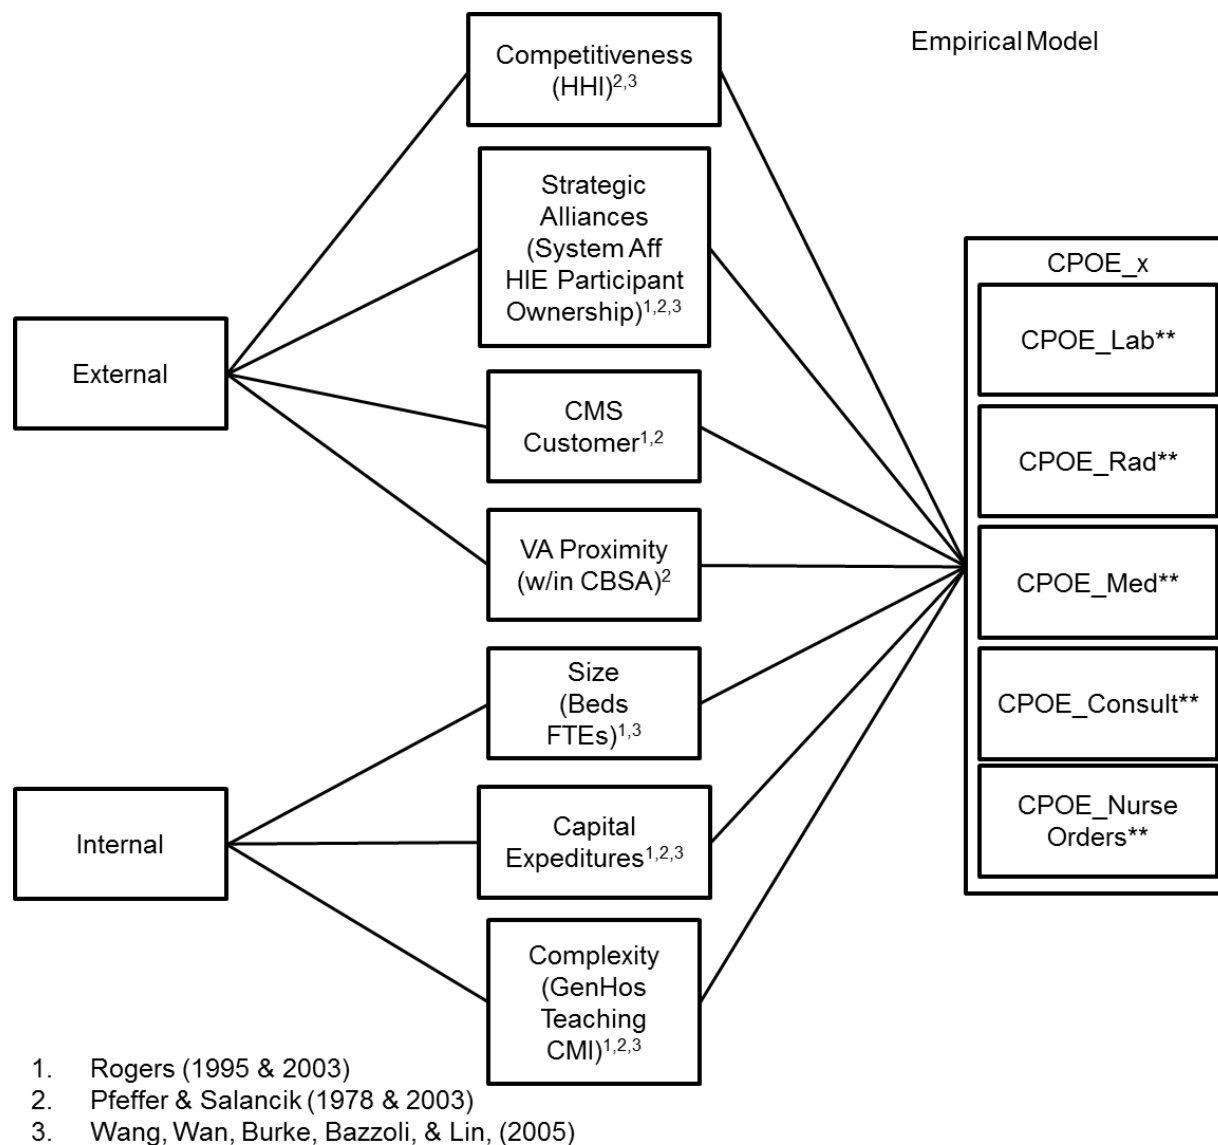 Empirical Model
Competitiveness
(HHI)2,3
Strategic
Alliances
(System Aff
HIE Participant
Ownership)1,2,3
External
CMS
Customer1,2
VA Proximity
(w/in CBSA)2
Size
(Beds
FTEs)1,3
Internal
Capital
Expeditures1,2,3
Complexity
(GenHos
Teaching
CMI)1,2,3
CPOE_x
CPOE_Lab**
CPOE_Rad**
CPOE_Med**
CPOE_Consult**
CPOE_Nurse
Orders**
1. Rogers (1995 & 2003)
2. Pfeffer & Salancik (1978 & 2003)
3. Wang, Wan, Burke, Bazzoli, & Lin, (2005)